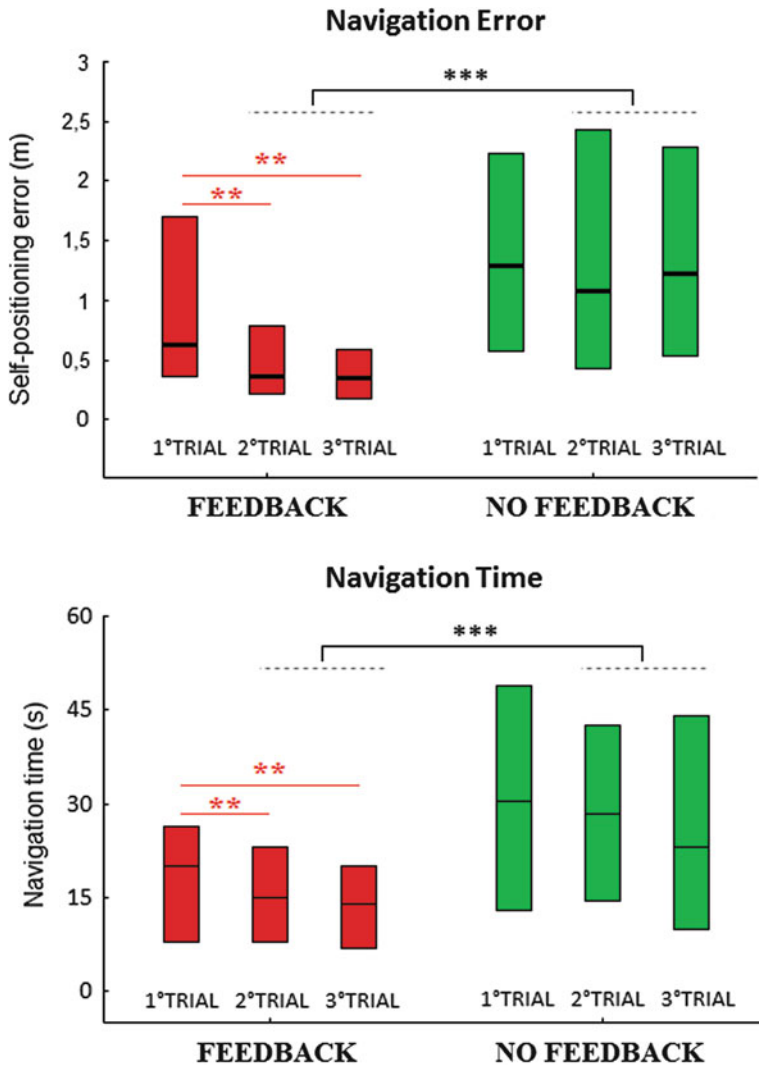 Navigation Error
***
3
2,5
2
1,5
1
0,5
0
Self-positioning error (m)
**
**
1°TRIAL 2°TRIAL 3°TRIAL 1°TRIAL 2°TRIAL 3°TRIAL
FEEDBACK NO FEEDBACK
Navigation Time
***
60
45
30
15
0
Navigation time (s)
**
**
1°TRIAL 2°TRIAL 3°TRIAL 1°TRIAL 2°TRIAL 3°TRIAL
FEEDBACK NO FEEDBACK